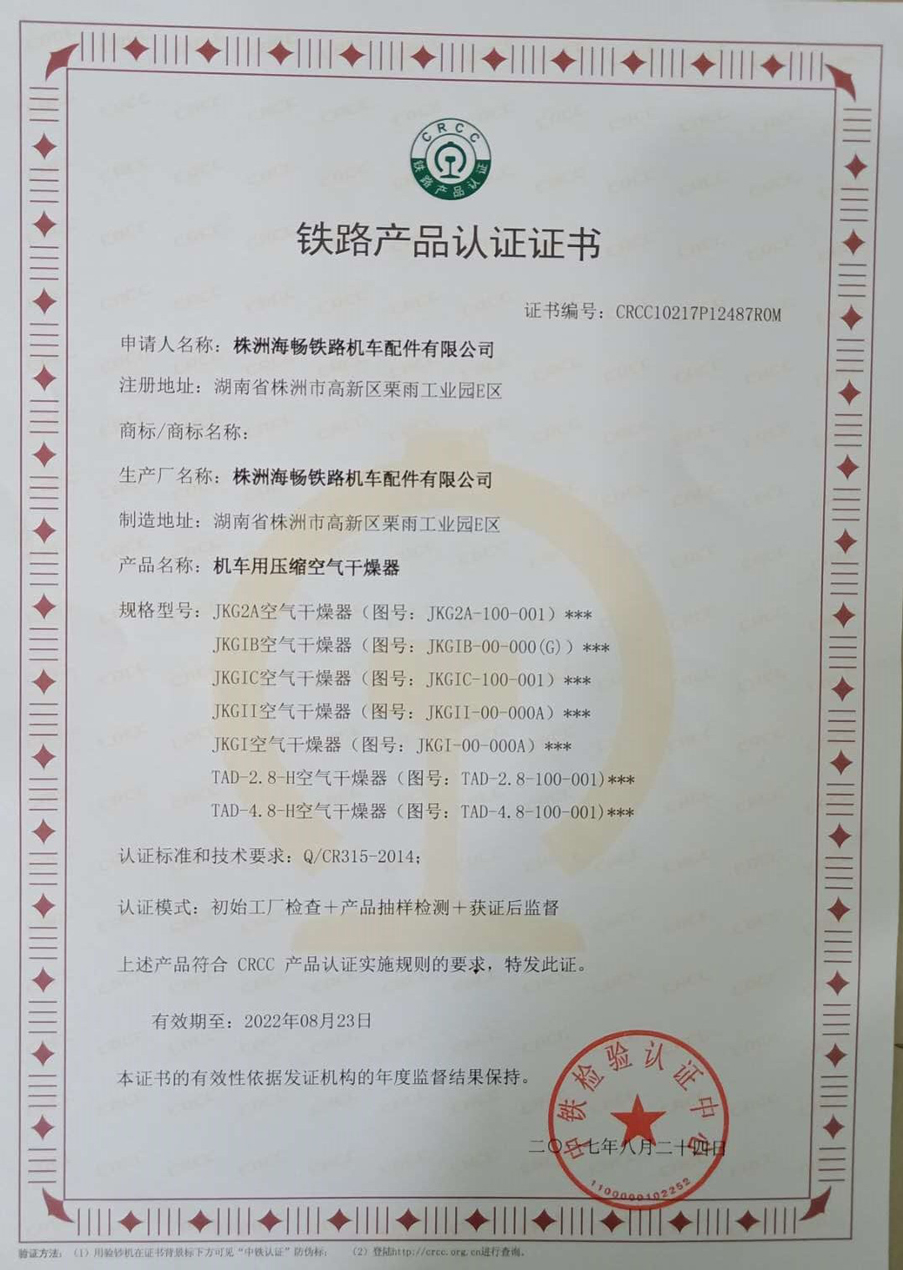 CRCC
铁路产品认证
铁路产品认证证书
证书编号：CRCC10217P12487R0M
申请人名称：株洲海畅铁路机车配件有限公司
注册地址：湖南省株洲市高新区栗雨工业园E区
商标/商标名称：
生产厂名称：株洲海畅铁路机车配件有限公司
制造地址：湖南省株洲市高新区栗雨工业园E区
产品名称：机车用压缩空气干燥器
规格型号：JKG2A空气干燥器（图号：JKG2A-100-001）***
JKGIB空气干燥器（图号：JKGIB-00-000(G)）***
JKGIC空气干燥器（图号：JKGIC-100-001）***
JKGII空气干燥器（图号：JKGII-00-000A）***
JKGI空气干燥器（图号：JKGI-00-000A）***
TAD-2.8-H空气干燥器（图号：TAD-2.8-100-001)***
TAD-4.8-H空气干燥器（图号：TAD-4.8-100-001)***
认证标准和技术要求：Q/CR315-2014;
认证模式：初始工厂检查＋产品抽样检测＋获证后监督
上述产品符合 CRCC 产品认证实施规则的要求，特发此证。
有效期至：2022年08月23日
本证书的有效性依据发证机构的年度监督结果保持。
中铁检验认证中心
二〇一七年八月二十四日
1100000102252
验证方法：（1）用验钞机在证书背景标下方可见“中铁认证”防伪标； （2）登陆http://crcc.org.cn进行查询。